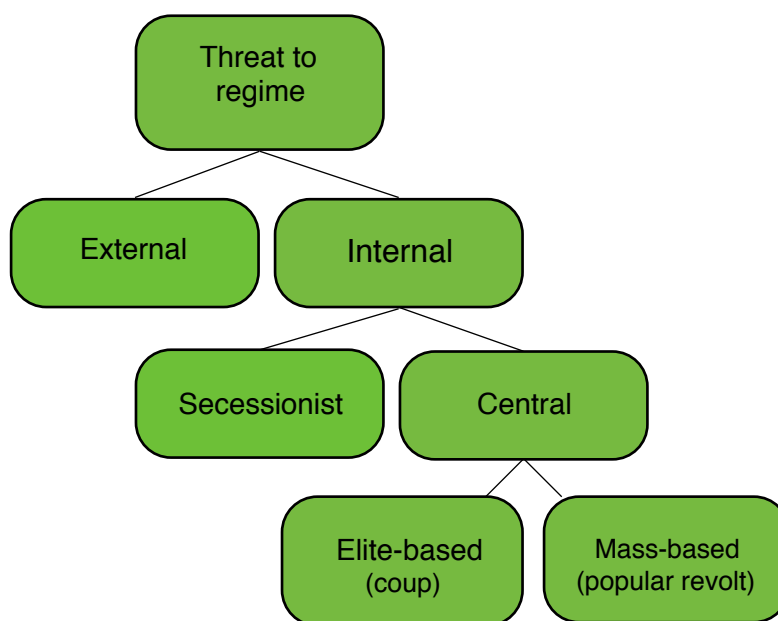 Threat to
regime
External
Internal
Secessionist
Central
Elite-based
(coup)
Mass-based
(popular revolt)